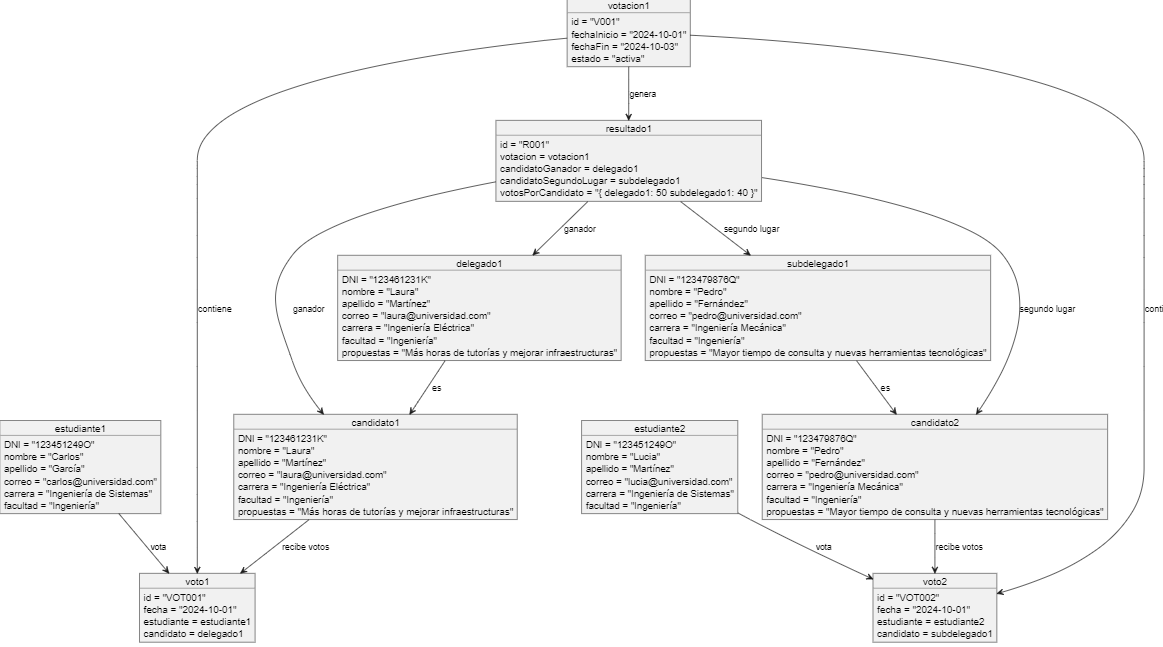 votacion1
id = "V001"
fechaInicio = "2024-10-01"
fechaFin = "2024-10-03"
estado = "activa"
genera
resultado1
id = "R001"
votacion = votacion1
candidatoGanador = delegado1
candidatoSegundoLugar = subdelegado1
votosPorCandidato = "{ delegado1: 50 subdelegado1: 40 }"
ganador
segundo lugar
delegado1
DNI = "123461231K"
nombre = "Laura"
apellido = "Martínez"
correo = "laura@universidad.com"
carrera = "Ingeniería Eléctrica"
facultad = "Ingeniería"
propuestas = "Más horas de tutorías y mejorar infraestructuras"
subdelegado1
DNI = "123479876Q"
nombre = "Pedro"
apellido = "Fernández"
correo = "pedro@universidad.com"
carrera = "Ingeniería Mecánica"
facultad = "Ingeniería"
propuestas = "Mayor tiempo de consulta y nuevas herramientas tecnológicas"
contiene
ganador
segundo lugar
conti
es
es
estudiante1
DNI = "123451249O"
nombre = "Carlos"
apellido = "García"
correo = "carlos@universidad.com"
carrera = "Ingeniería de Sistemas"
facultad = "Ingeniería"
candidato1
DNI = "123461231K"
nombre = "Laura"
apellido = "Martínez"
correo = "laura@universidad.com"
carrera = "Ingeniería Eléctrica"
facultad = "Ingeniería"
propuestas = "Más horas de tutorías y mejorar infraestructuras"
estudiante2
DNI = "123451249O"
nombre = "Lucia"
apellido = "Martínez"
correo = "lucia@universidad.com"
carrera = "Ingeniería de Sistemas"
facultad = "Ingeniería"
candidato2
DNI = "123479876Q"
nombre = "Pedro"
apellido = "Fernández"
correo = "pedro@universidad.com"
carrera = "Ingeniería Mecánica"
facultad = "Ingeniería"
propuestas = "Mayor tiempo de consulta y nuevas herramientas tecnológicas"
vota
recibe votos
vota
recibe votos
voto1
id = "VOT001"
fecha = "2024-10-01"
estudiante = estudiante1
candidato = delegado1
voto2
id = "VOT002"
fecha = "2024-10-01"
estudiante = estudiante2
candidato = subdelegado1